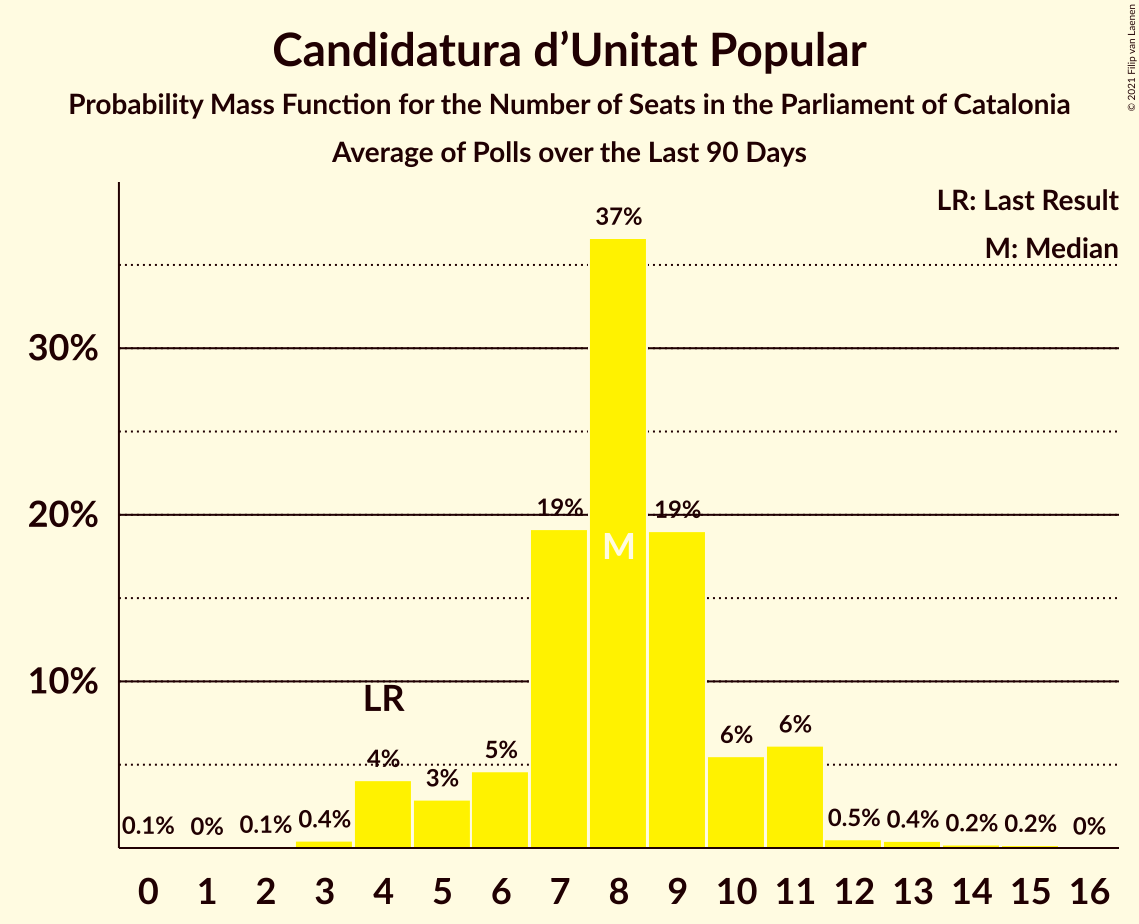 Candidatura d’Unitat Popular
Probability Mass Function for the Number of Seats in the Parliament of Catalonia
Average of Polls over the Last 90 Days
© 2021 Filip van Laenen
LR: Last Result
M: Median
37%
30%
20%
19%
19%
M
10%
LR
4%
3%
5%
6%
6%
0.1%
0%
0.1%
0.4%
0.5%
0.4%
0.2%
0.2%
0%
0 1 2 3 4 5 6 7 8 9 10 11 12 13 14 15 16